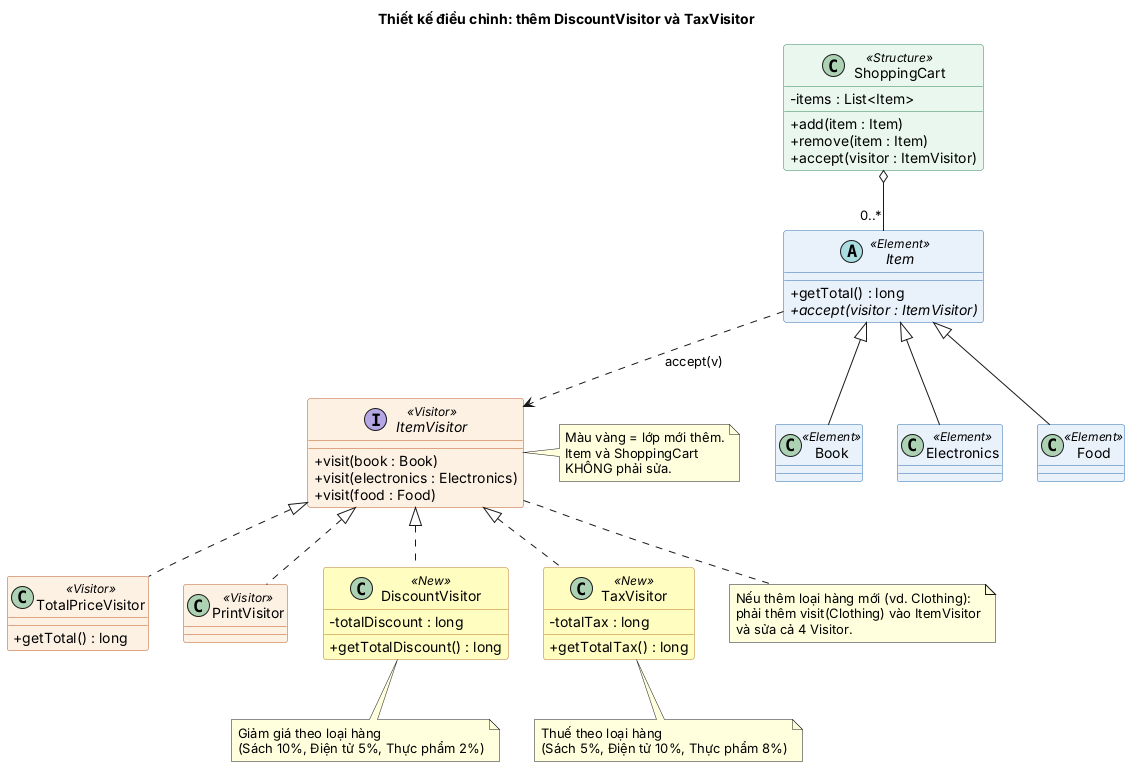 Thiết kế điều chỉnh: thêm DiscountVisitor và TaxVisitor
C
«Structure»
ShoppingCart
-items : List<Item>
+add(item : Item)
+remove(item : Item)
+accept(visitor : ItemVisitor)
0..*
A
«Element»
Item
+getTotal() : long
+accept(visitor : ItemVisitor)
accept(v)
I
«Visitor»
ItemVisitor
+visit(book : Book)
+visit(electronics : Electronics)
+visit(food : Food)
Màu vàng = lớp mới thêm.
Item và ShoppingCart
KHÔNG phải sửa.
C
«Element»
Book
C
«Element»
Electronics
C
«Element»
Food
C
«Visitor»
TotalPriceVisitor
+getTotal() : long
C
«Visitor»
PrintVisitor
C
«New»
DiscountVisitor
-totalDiscount : long
+getTotalDiscount() : long
C
«New»
TaxVisitor
-totalTax : long
+getTotalTax() : long
Nếu thêm loại hàng mới (vd. Clothing):
phải thêm visit(Clothing) vào ItemVisitor
và sửa cả 4 Visitor.
Giảm giá theo loại hàng
(Sách 10%, Điện tử 5%, Thực phẩm 2%)
Thuế theo loại hàng
(Sách 5%, Điện tử 10%, Thực phẩm 8%)